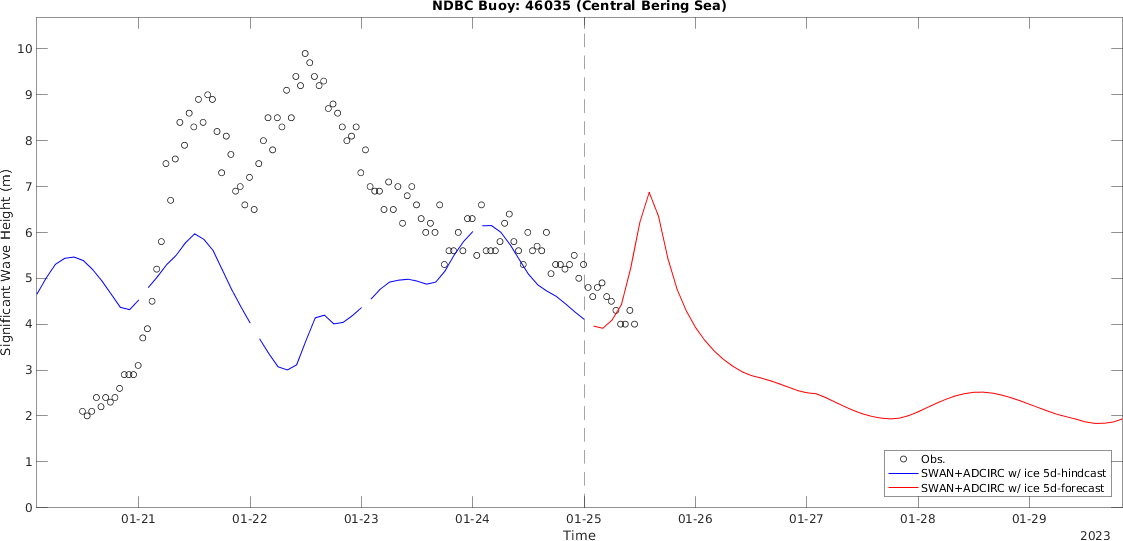 NDBC Buoy: 46035 (Central Bering Sea)
10
9
8
7
6
5
4
3
2
1
0
Significant Wave Height (m)
01-21 01-22 01-23 01-24 01-25 01-26 01-27 01-28 01-29
Time
2023
Obs.
SWAN+ADCIRC w/ ice 5d-hindcast
SWAN+ADCIRC w/ ice 5d-forecast